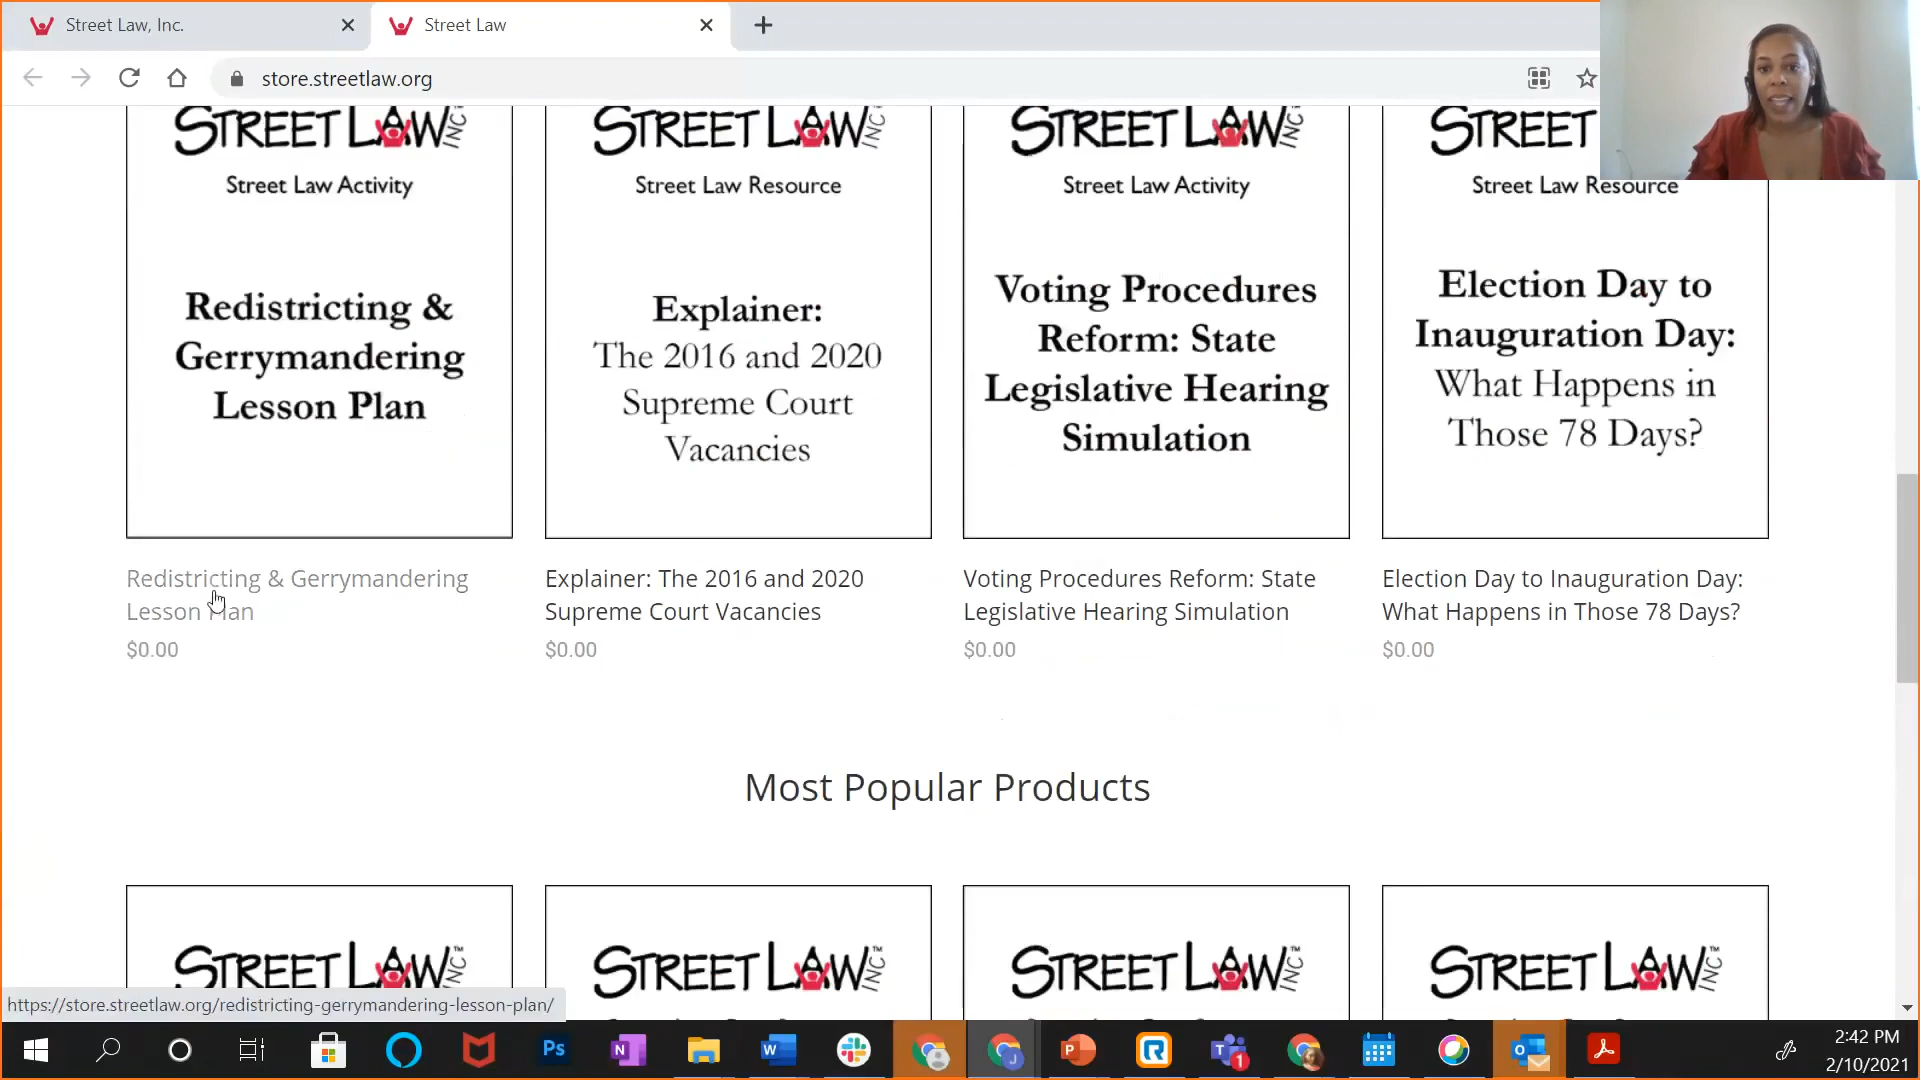 Street Law, Inc.
Street Law
store.streetlaw.org
STREET LAW INC
STREET LAW INC
STREET LAW INC
STREET
Street Law Activity
Street Law Resource
Street Law Activity
Street Law Resource
Redistricting &
Gerrymandering
Lesson Plan
Explainer:
The 2016 and 2020
Supreme Court
Vacancies
Voting Procedures
Reform: State
Legislative Hearing
Simulation
Election Day to
Inauguration Day:
What Happens in
Those 78 Days?
Redistricting & Gerrymandering
Lesson Plan
$0.00
Explainer: The 2016 and 2020
Supreme Court Vacancies
$0.00
Voting Procedures Reform: State
Legislative Hearing Simulation
$0.00
Election Day to Inauguration Day:
What Happens in Those 78 Days?
$0.00
Most Popular Products
STREET LAW INC™
STREET LAW INC™
STREET LAW INC™
STREET LAW INC™
https://store.streetlaw.org/redistricting-gerrymandering-lesson-plan/
Ps
N
W
J
P
R
1
2:42 PM
2/10/2021